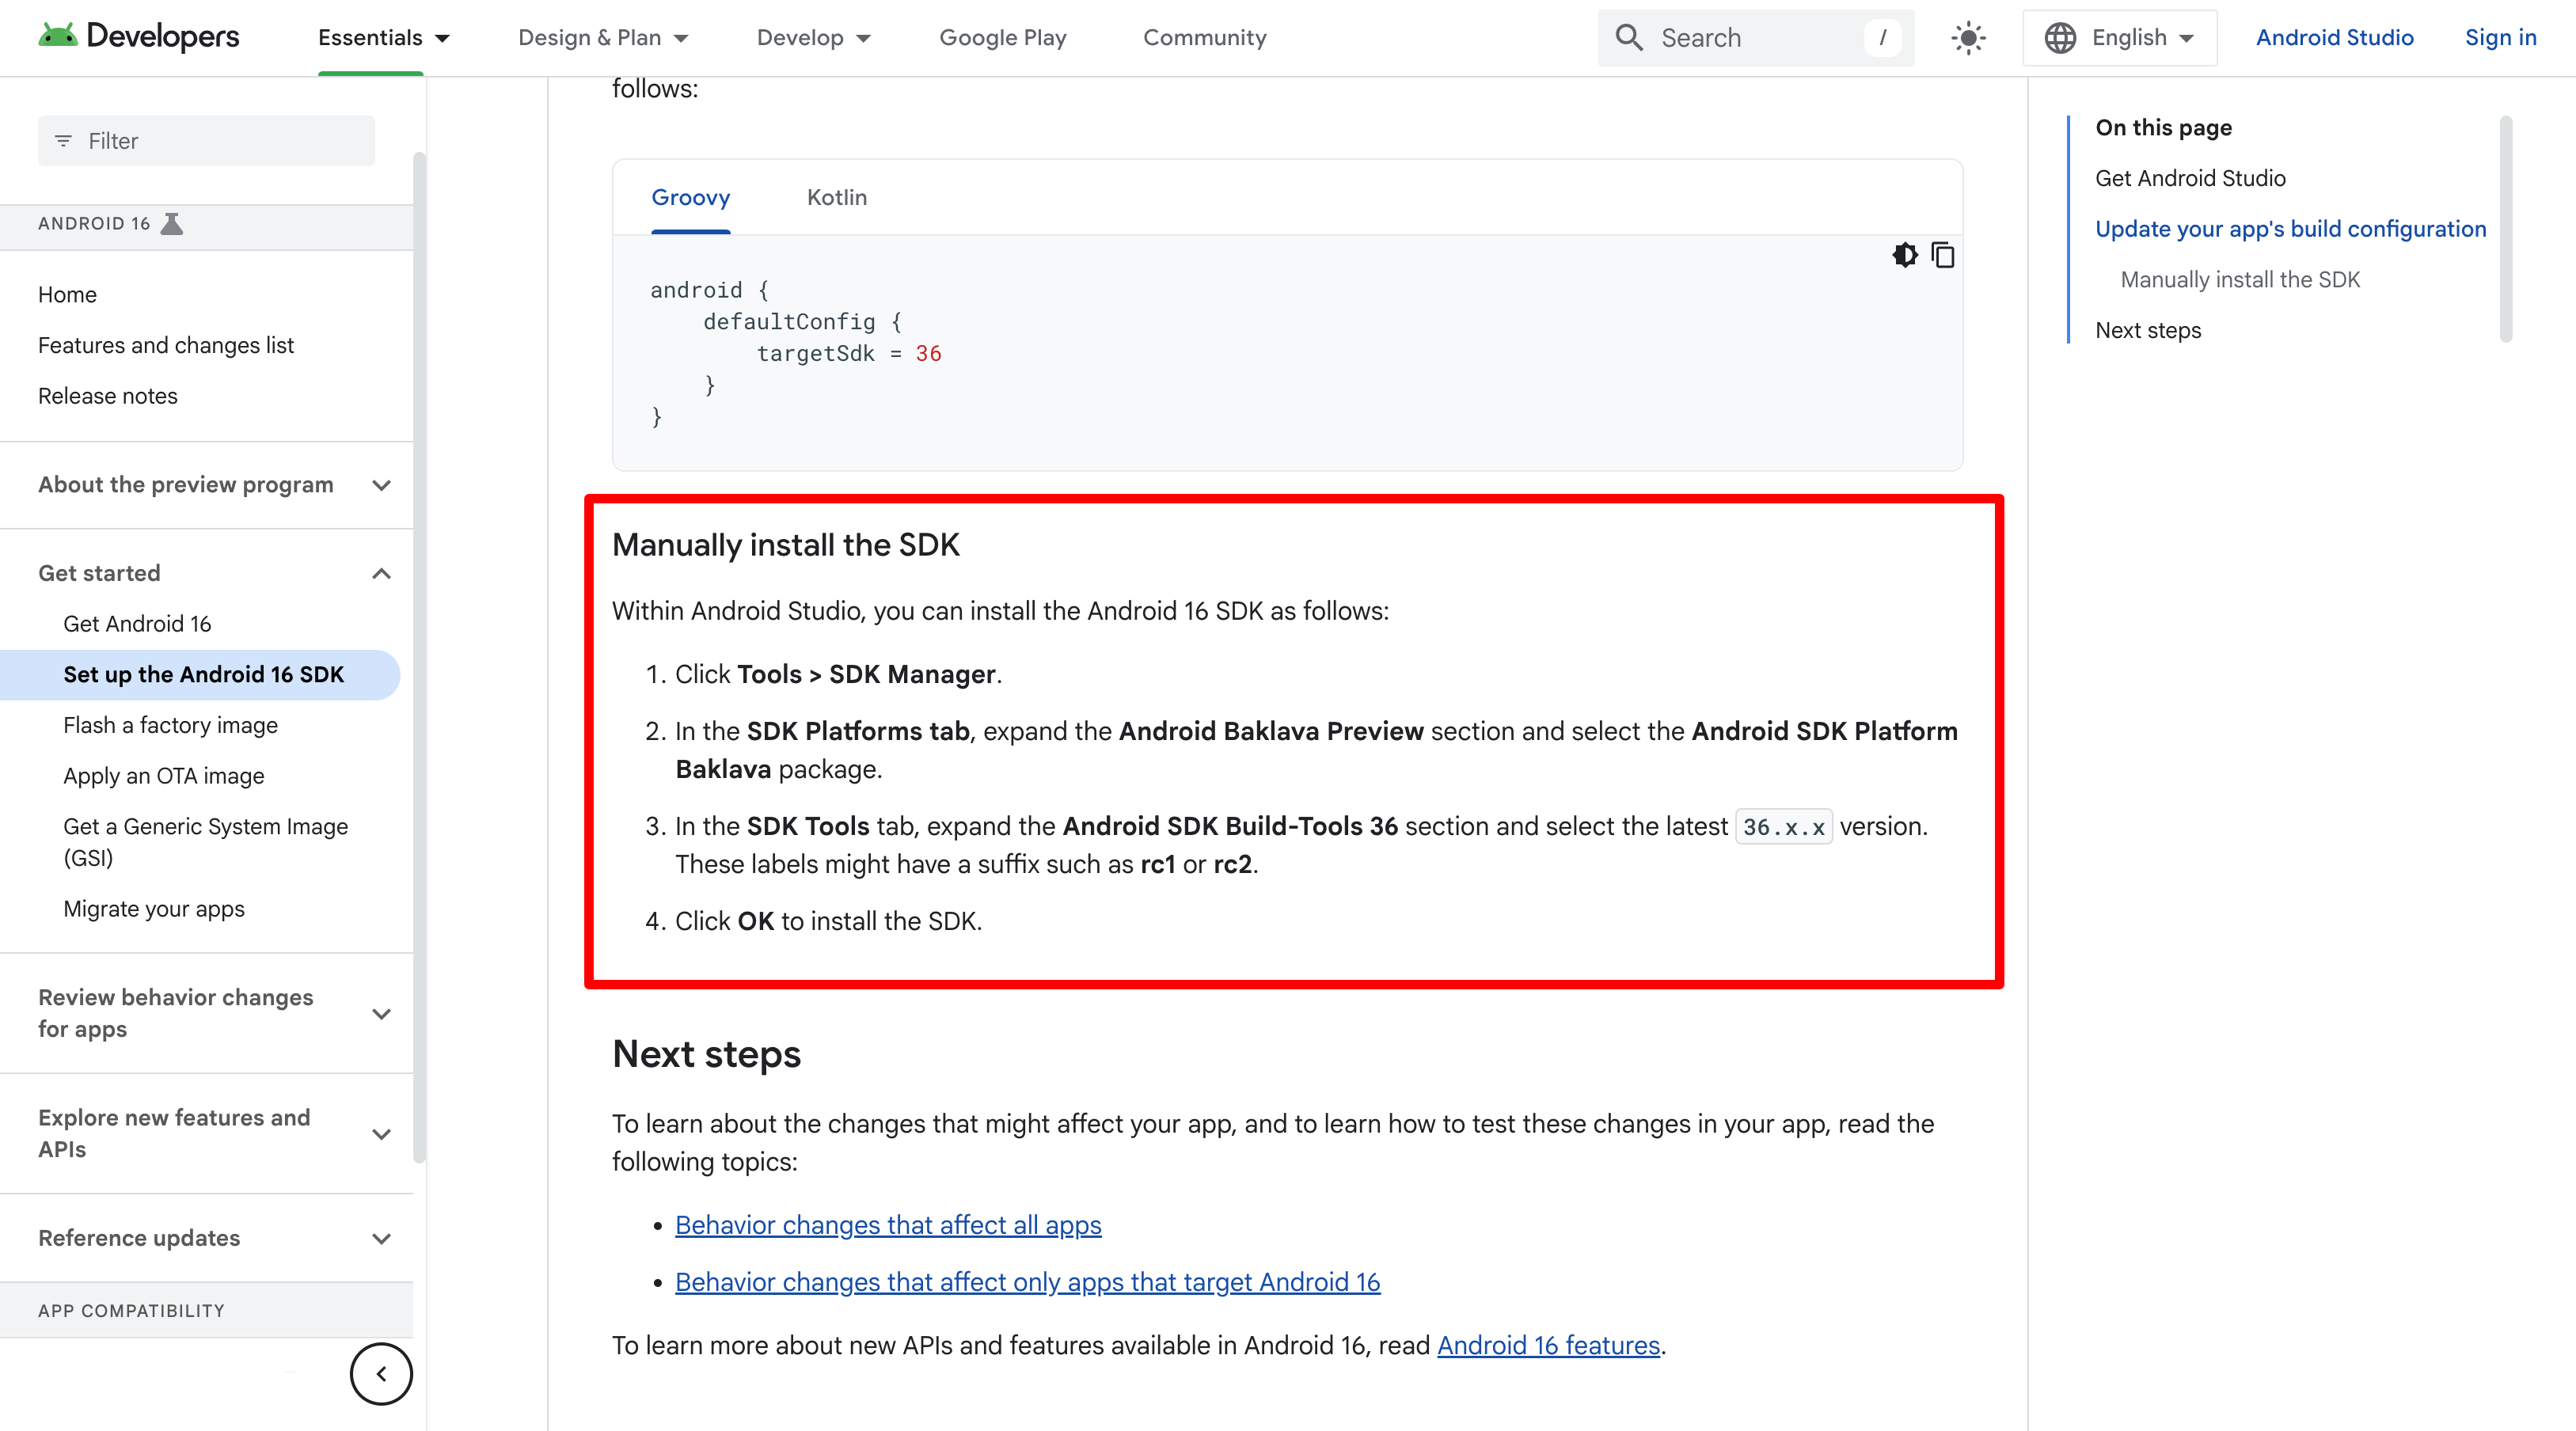 Developers
Essentials
Design & Plan
Develop
Google Play
Community
Search
/
English
Android Studio
Sign in
Filter
ANDROID 16
Home
Features and changes list
Release notes
About the preview program
Get started
Get Android 16
Set up the Android 16 SDK
Flash a factory image
Apply an OTA image
Get a Generic System Image
(GSI)
Migrate your apps
Review behavior changes
for apps
Explore new features and
APIs
Reference updates
APP COMPATIBILITY
follows:
Groovy
Kotlin
android {
    defaultConfig {
        targetSdk = 36
    }
}
Manually install the SDK
Within Android Studio, you can install the Android 16 SDK as follows:
1. Click Tools > SDK Manager.
2. In the SDK Platforms tab, expand the Android Baklava Preview section and select the Android SDK Platform
Baklava package.
3. In the SDK Tools tab, expand the Android SDK Build-Tools 36 section and select the latest 36.x.x version.
These labels might have a suffix such as rc1 or rc2.
4. Click OK to install the SDK.
Next steps
To learn about the changes that might affect your app, and to learn how to test these changes in your app, read the
following topics:
• Behavior changes that affect all apps
• Behavior changes that affect only apps that target Android 16
To learn more about new APIs and features available in Android 16, read Android 16 features.
On this page
Get Android Studio
Update your app's build configuration
Manually install the SDK
Next steps